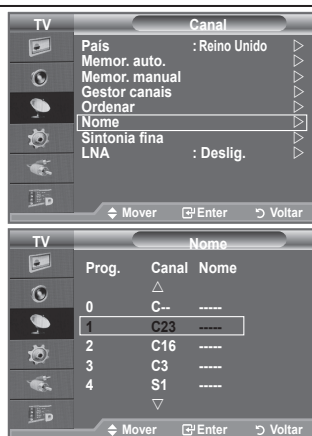 TV Canal
País : Reino Unido
Memor. auto.
Memor. manual
Gestor canais
Ordenar
Nome
Sintonia fina
LNA : Deslig.
Mover Enter Voltar
TV Nome
Prog. Canal Nome
0 C-- -----
1 C23 -----
2 C16 -----
3 C3 -----
4 S1 -----
Mover Enter Voltar